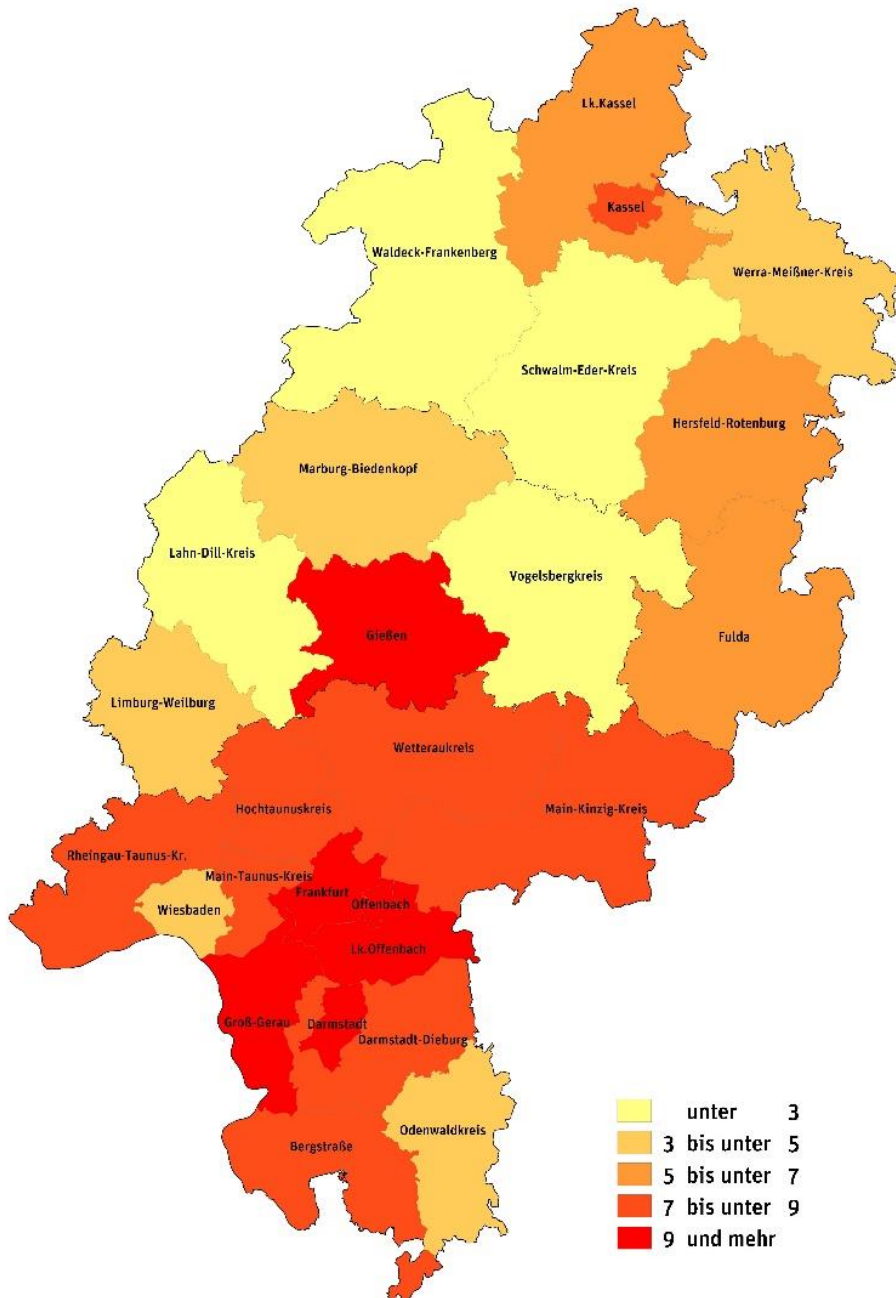 Lk.Kassel
Kassel
Waldeck-Frankenberg
Werra-Meißner-Kreis
Schwalm-Eder-Kreis
Hersfeld-Rotenburg
Marburg-Biedenkopf
Lahn-Dill-Kreis
Vogelsbergkreis
Gießen
Fulda
Limburg-Weilburg
Wetteraukreis
Hochtaunuskreis
Main-Kinzig-Kreis
Rheingau-Taunus-Kr.
Main-Taunus-Kreis
Frankfurt
Offenbach
Wiesbaden
Lk.Offenbach
Groß-Gerau
Darmstadt
Darmstadt-Dieburg
Odenwaldkreis
Bergstraße
unter 3
3 bis unter 5
5 bis unter 7
7 bis unter 9
9 und mehr